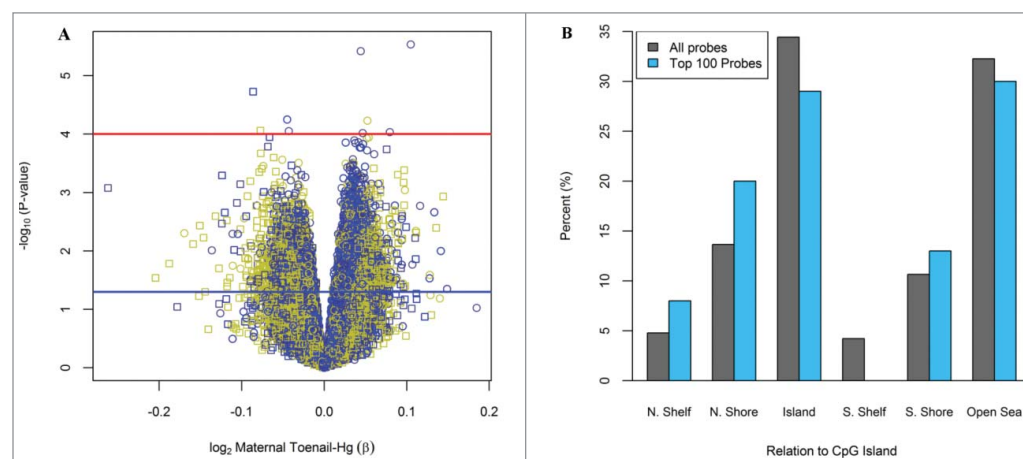 A
-log10 (P-value)
5
4
3
2
1
0
-0.2
-0.1
0.0
0.1
0.2
log2 Maternal Toenail-Hg (β)
B
All probes
Top 100 Probes
Percent (%)
35
30
25
20
15
10
5
0
N. Shelf
N. Shore
Island
S. Shelf
S. Shore
Open Sea
Relation to CpG Island